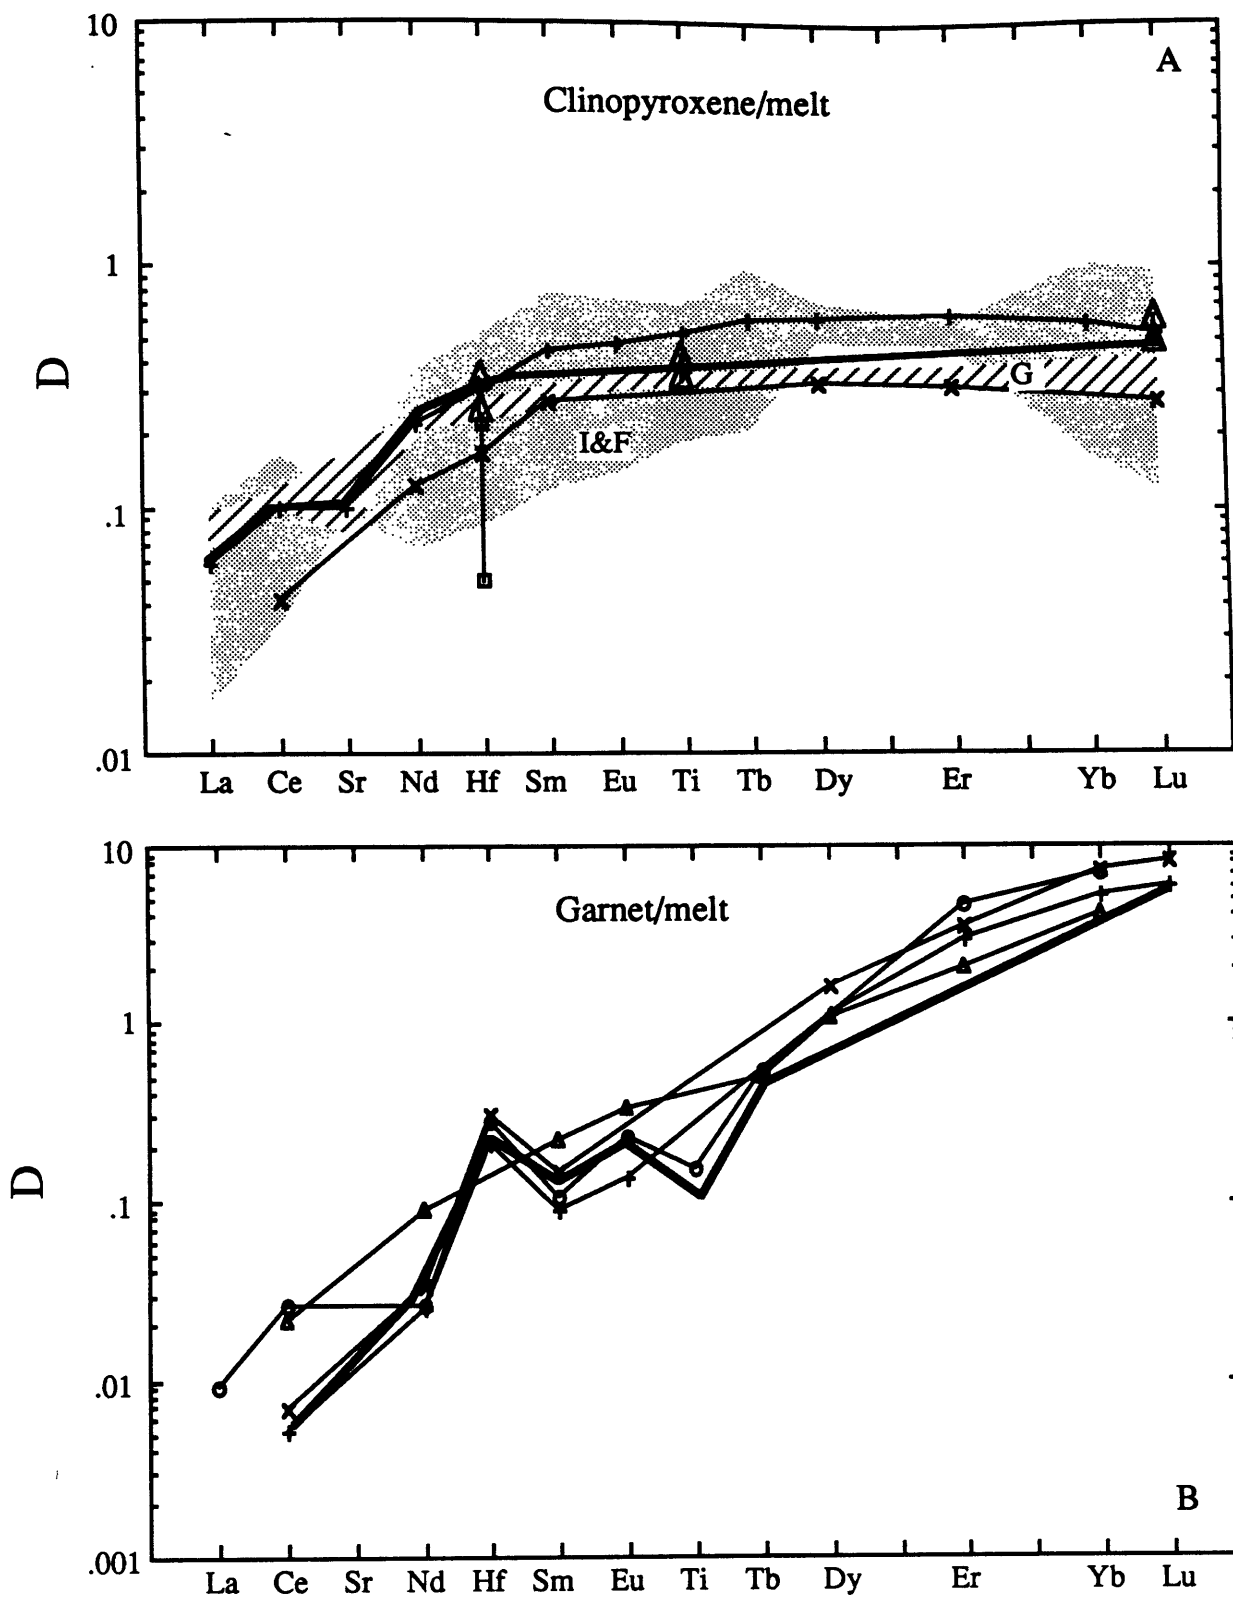 10
A
Clinopyroxene/melt
1
D
G
I&F
.1
.01
La Ce Sr Nd Hf Sm Eu Ti Tb Dy Er Yb Lu
10
Garnet/melt
1
D
.1
.01
B
.001
La Ce Sr Nd Hf Sm Eu Ti Tb Dy Er Yb Lu